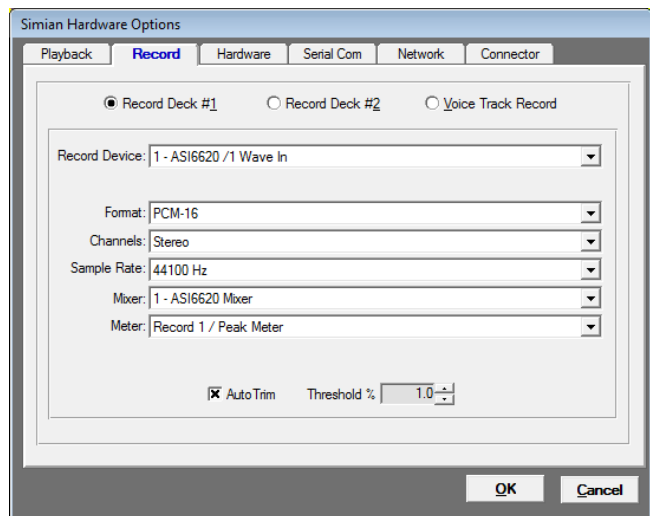 Simian Hardware Options
Playback Record Hardware Serial Com Network Connector
Record Deck #1 Record Deck #2 Voice Track Record
Record Device: 1 - ASI6620 /1 Wave In
Format: PCM-16
Channels: Stereo
Sample Rate: 44100 Hz
Mixer: 1 - ASI6620 Mixer
Meter: Record 1 / Peak Meter
Auto Trim Threshold % 1.0
OK Cancel